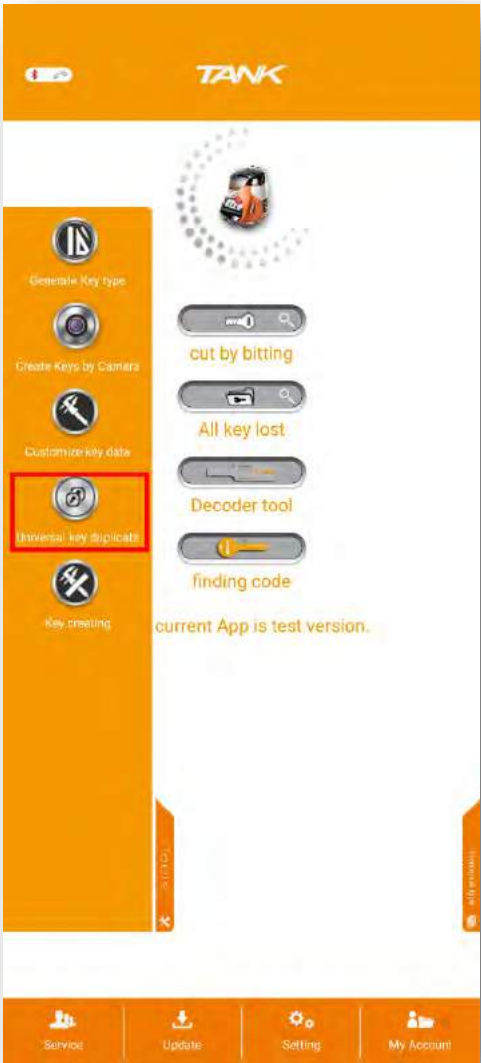 TANK
Generate Key type
Create Keys by Camera
Customize key data
Universal key duplicate
Key creating
cut by bitting
All key lost
Decoder tool
finding code
current App is test version.
Service
Update
Setting
My Account